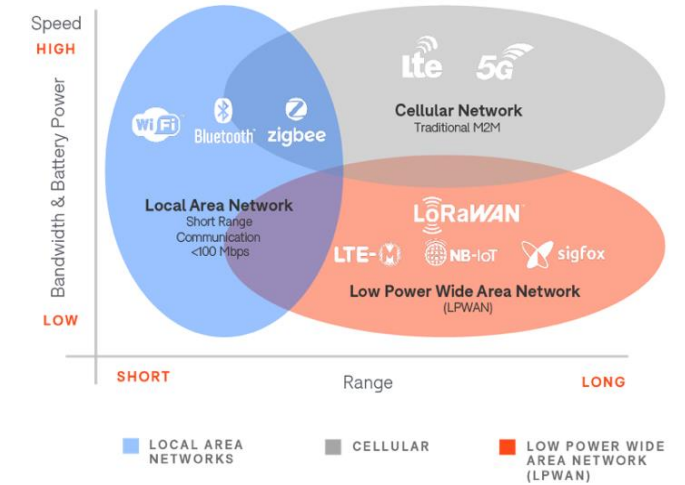 Speed
HIGH
Bandwidth & Battery Power
LOW
Lte 5G
Cellular Network
Traditional M2M
WiFi Bluetooth zigbee
Local Area Network
Short Range
Communication
<100 Mbps
LoRaWAN
LTE-M NB-IoT sigfox
Low Power Wide Area Network
(LPWAN)
SHORT
Range
LONG
LOCAL AREA
NETWORKS
CELLULAR
LOW POWER WIDE
AREA NETWORK
(LPWAN)